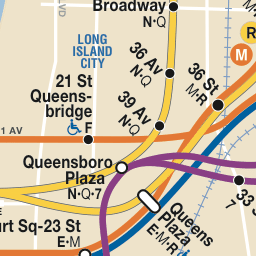 Broadway
N•Q
VD
LONG
ISLAND
CITY
36 Av
N•Q
R
M
21 St
Queens-
bridge
F
39 Av
N•Q
36 St
M•R
1 AV
Queensboro
Plaza
N•Q•7
33 S
7
Queens
Plaza
E•M•R
rt Sq-23 St
E•M